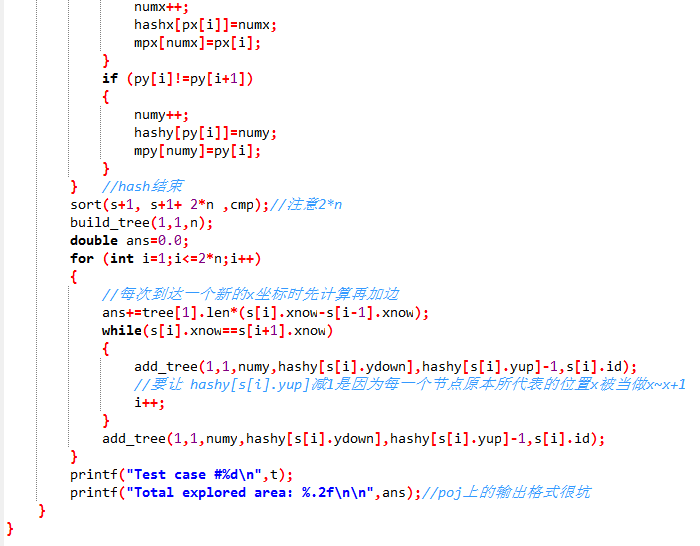 numx++;
hashx[px[i]]=numx;
mpx[numx]=px[i];
}
if (py[i]!=py[i+1])
{
numy++;
hashy[py[i]]=numy;
mpy[numy]=py[i];
}
} //hash结束
sort(s+1, s+1+ 2*n ,cmp);//注意2*n
build_tree(1,1,n);
double ans=0.0;
for (int i=1;i<=2*n;i++)
{
//每次到达一个新的x坐标时先计算再加边
ans+=tree[1].len*(s[i].xnow-s[i-1].xnow);
while(s[i].xnow==s[i+1].xnow)
{
add_tree(1,1,numy,hashy[s[i].ydown],hashy[s[i].yup]-1,s[i].id);
//要让 hashy[s[i].yup]减1是因为每一个节点原本所代表的位置x被当做x~x+1
i++;
}
add_tree(1,1,numy,hashy[s[i].ydown],hashy[s[i].yup]-1,s[i].id);
}
printf("Test case #%d\n",t);
printf("Total explored area: %.2f\n\n",ans);//poj上的输出格式很坑
}
}